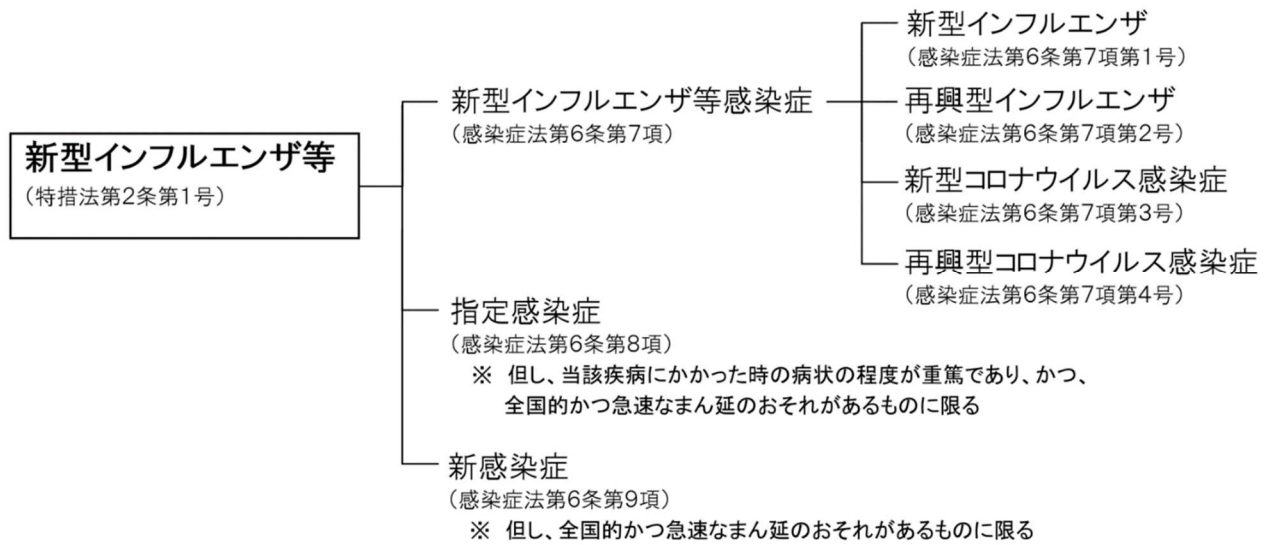 新型インフルエンザ等
（特措法第2条第1号）
新型インフルエンザ等感染症
（感染症法第6条第7項）
新型インフルエンザ
（感染症法第6条第7項第1号）
再興型インフルエンザ
（感染症法第6条第7項第2号）
新型コロナウイルス感染症
（感染症法第6条第7項第3号）
再興型コロナウイルス感染症
（感染症法第6条第7項第4号）
指定感染症
（感染症法第6条第8項）
※　但し、当該疾病にかかった時の病状の程度が重篤であり、かつ、
全国的かつ急速なまん延のおそれがあるものに限る
新感染症
（感染症法第6条第9項）
※　但し、全国的かつ急速なまん延のおそれがあるものに限る